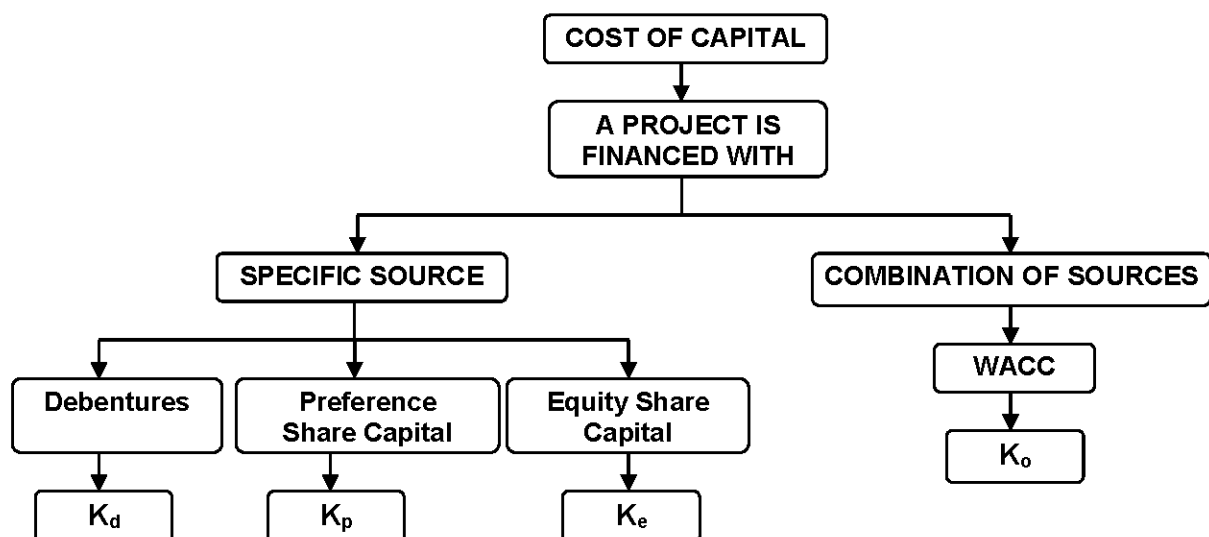 COST OF CAPITAL
A PROJECT IS
FINANCED WITH
SPECIFIC SOURCE
COMBINATION OF SOURCES
WACC
Debentures
Preference
Share Capital
Equity Share
Capital
Kₒ
K_d
Kₚ
Kₑ